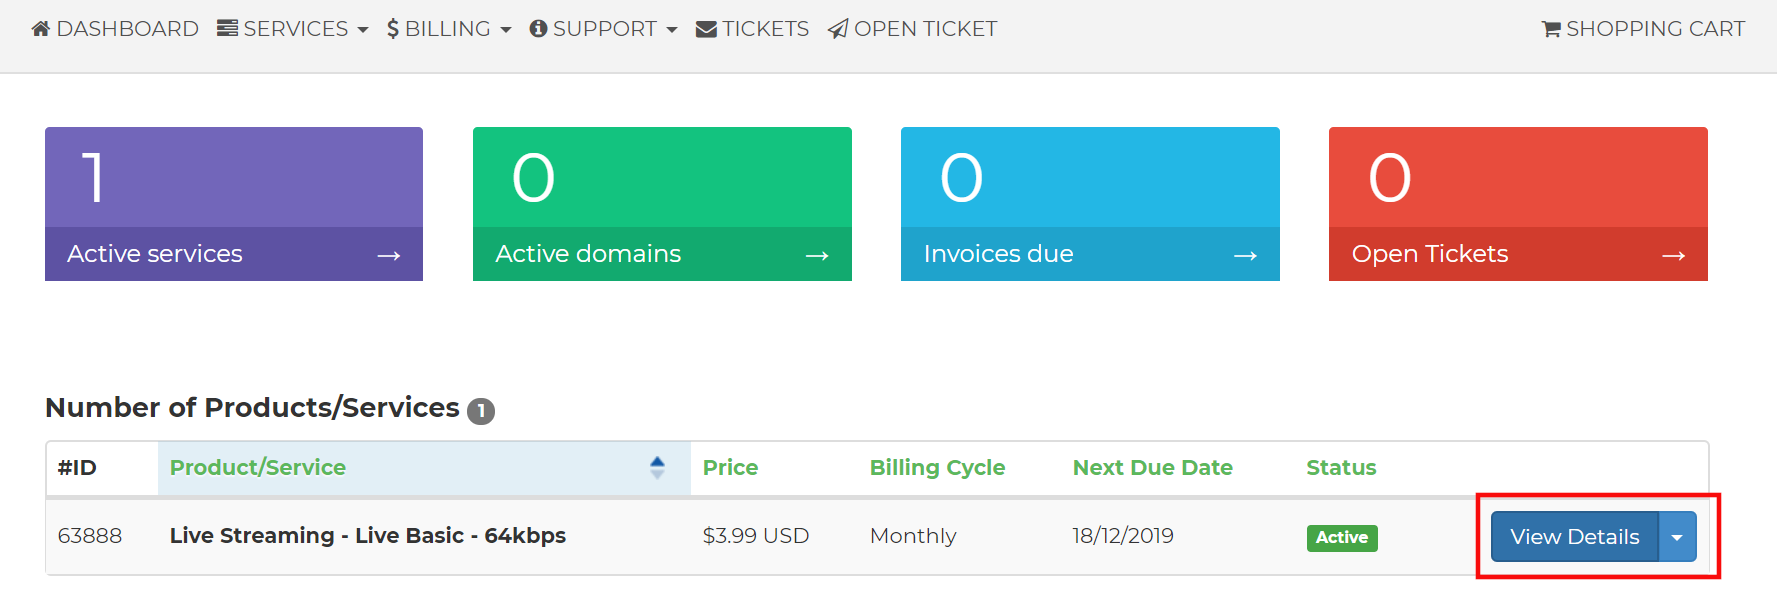 DASHBOARD SERVICES $ BILLING SUPPORT TICKETS OPEN TICKET SHOPPING CART
1 0 0 0
Active services → Active domains → Invoices due → Open Tickets →
Number of Products/Services 1
#ID Product/Service Price Billing Cycle Next Due Date Status
63888 Live Streaming - Live Basic - 64kbps $3.99 USD Monthly 18/12/2019 Active View Details